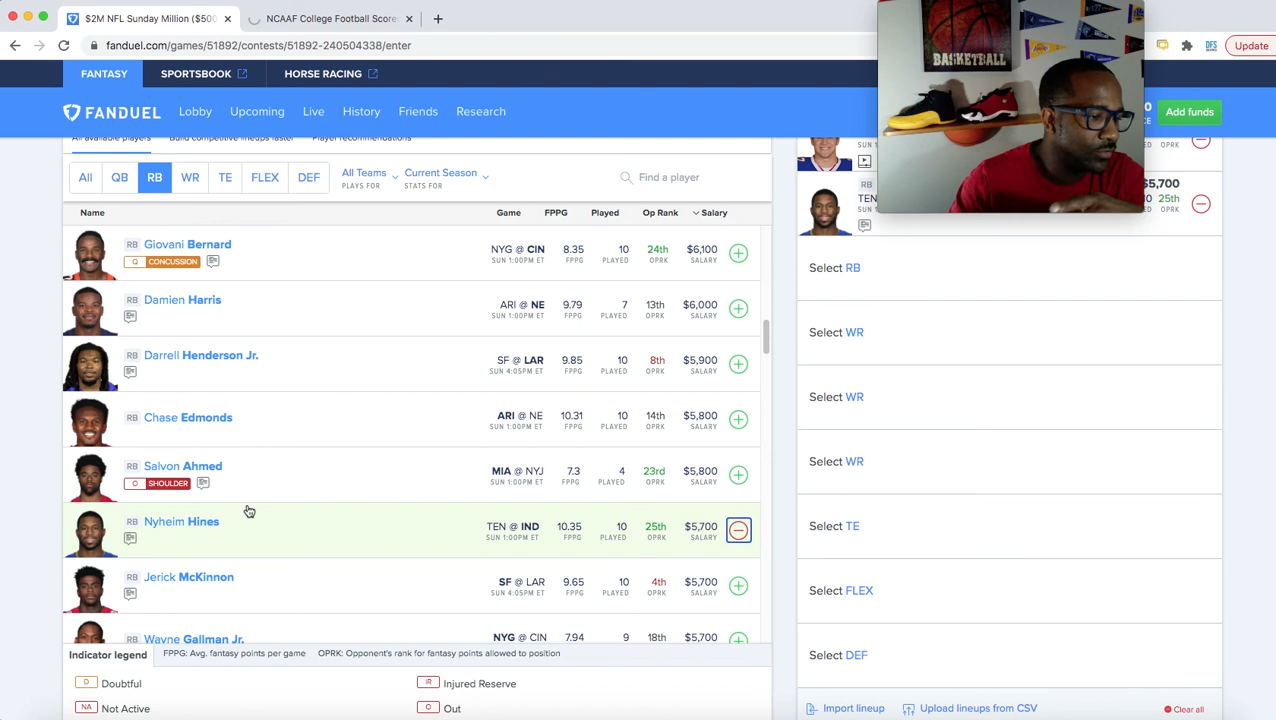 $2M NFL Sunday Million ($500
NCAAF College Football Score
fanduel.com/games/51892/contests/51892-240504338/enter
DFS
Update
BASKETBALL
FANTASY
SPORTSBOOK
HORSE RACING
FANDUEL
Lobby
Upcoming
Live
History
Friends
Research
Add funds
All available players
Build competitive lineups faster
Player recommendations
All
QB
RB
WR
TE
FLEX
DEF
All Teams
PLAYS FOR
Current Season
STATS FOR
Find a player
Name
Game
FPPG
Played
Op Rank
Salary
RB Giovani Bernard
Q CONCUSSION
NYG @ CIN 8.35 10 24th $6,100
SUN 1:00PM ET FPPG PLAYED OPRK SALARY
RB Damien Harris
ARI @ NE 9.79 7 13th $6,000
SUN 1:00PM ET FPPG PLAYED OPRK SALARY
RB Darrell Henderson Jr.
SF @ LAR 9.85 10 8th $5,900
SUN 4:05PM ET FPPG PLAYED OPRK SALARY
RB Chase Edmonds
ARI @ NE 10.31 10 14th $5,800
SUN 1:00PM ET FPPG PLAYED OPRK SALARY
RB Salvon Ahmed
O SHOULDER
MIA @ NYJ 7.3 4 23rd $5,800
SUN 1:00PM ET FPPG PLAYED OPRK SALARY
RB Nyheim Hines
TEN @ IND 10.35 10 25th $5,700
SUN 1:00PM ET FPPG PLAYED OPRK SALARY
RB Jerick McKinnon
SF @ LAR 9.65 10 4th $5,700
SUN 4:05PM ET FPPG PLAYED OPRK SALARY
RB Wayne Gallman Jr.
NYG @ CIN 7.94 9 18th $5,700
Indicator legend
FPPG: Avg. fantasy points per game
OPRK: Opponent's rank for fantasy points allowed to position
D Doubtful
IR Injured Reserve
NA Not Active
O Out
SUN
RB
$5,700
TEN
25th
SUN
OPRK
Select RB
Select WR
Select WR
Select WR
Select TE
Select FLEX
Select DEF
Import lineup
Upload lineups from CSV
Clear all